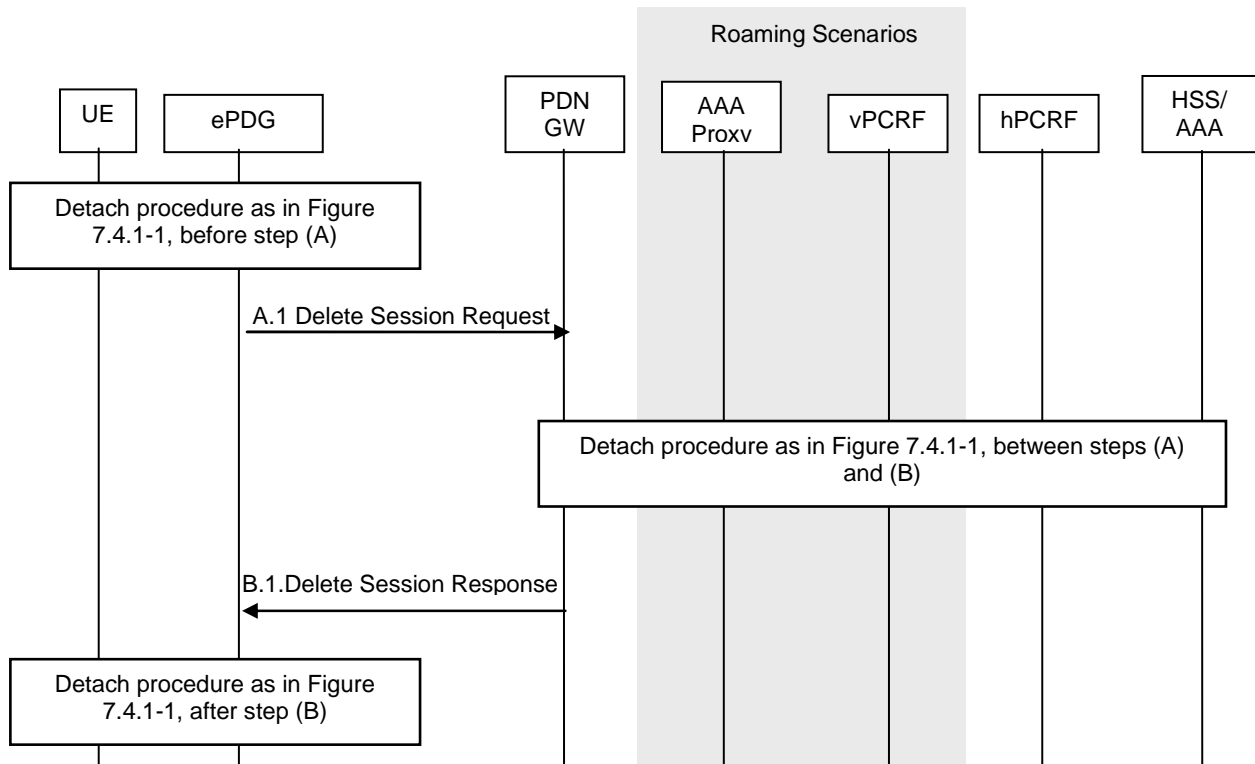 Roaming Scenarios
UE
ePDG
PDN
GW
AAA
Proxv
vPCRF
hPCRF
HSS/
AAA
Detach procedure as in Figure
7.4.1-1, before step (A)
A.1 Delete Session Request
Detach procedure as in Figure 7.4.1-1, between steps (A)
and (B)
B.1.Delete Session Response
Detach procedure as in Figure
7.4.1-1, after step (B)